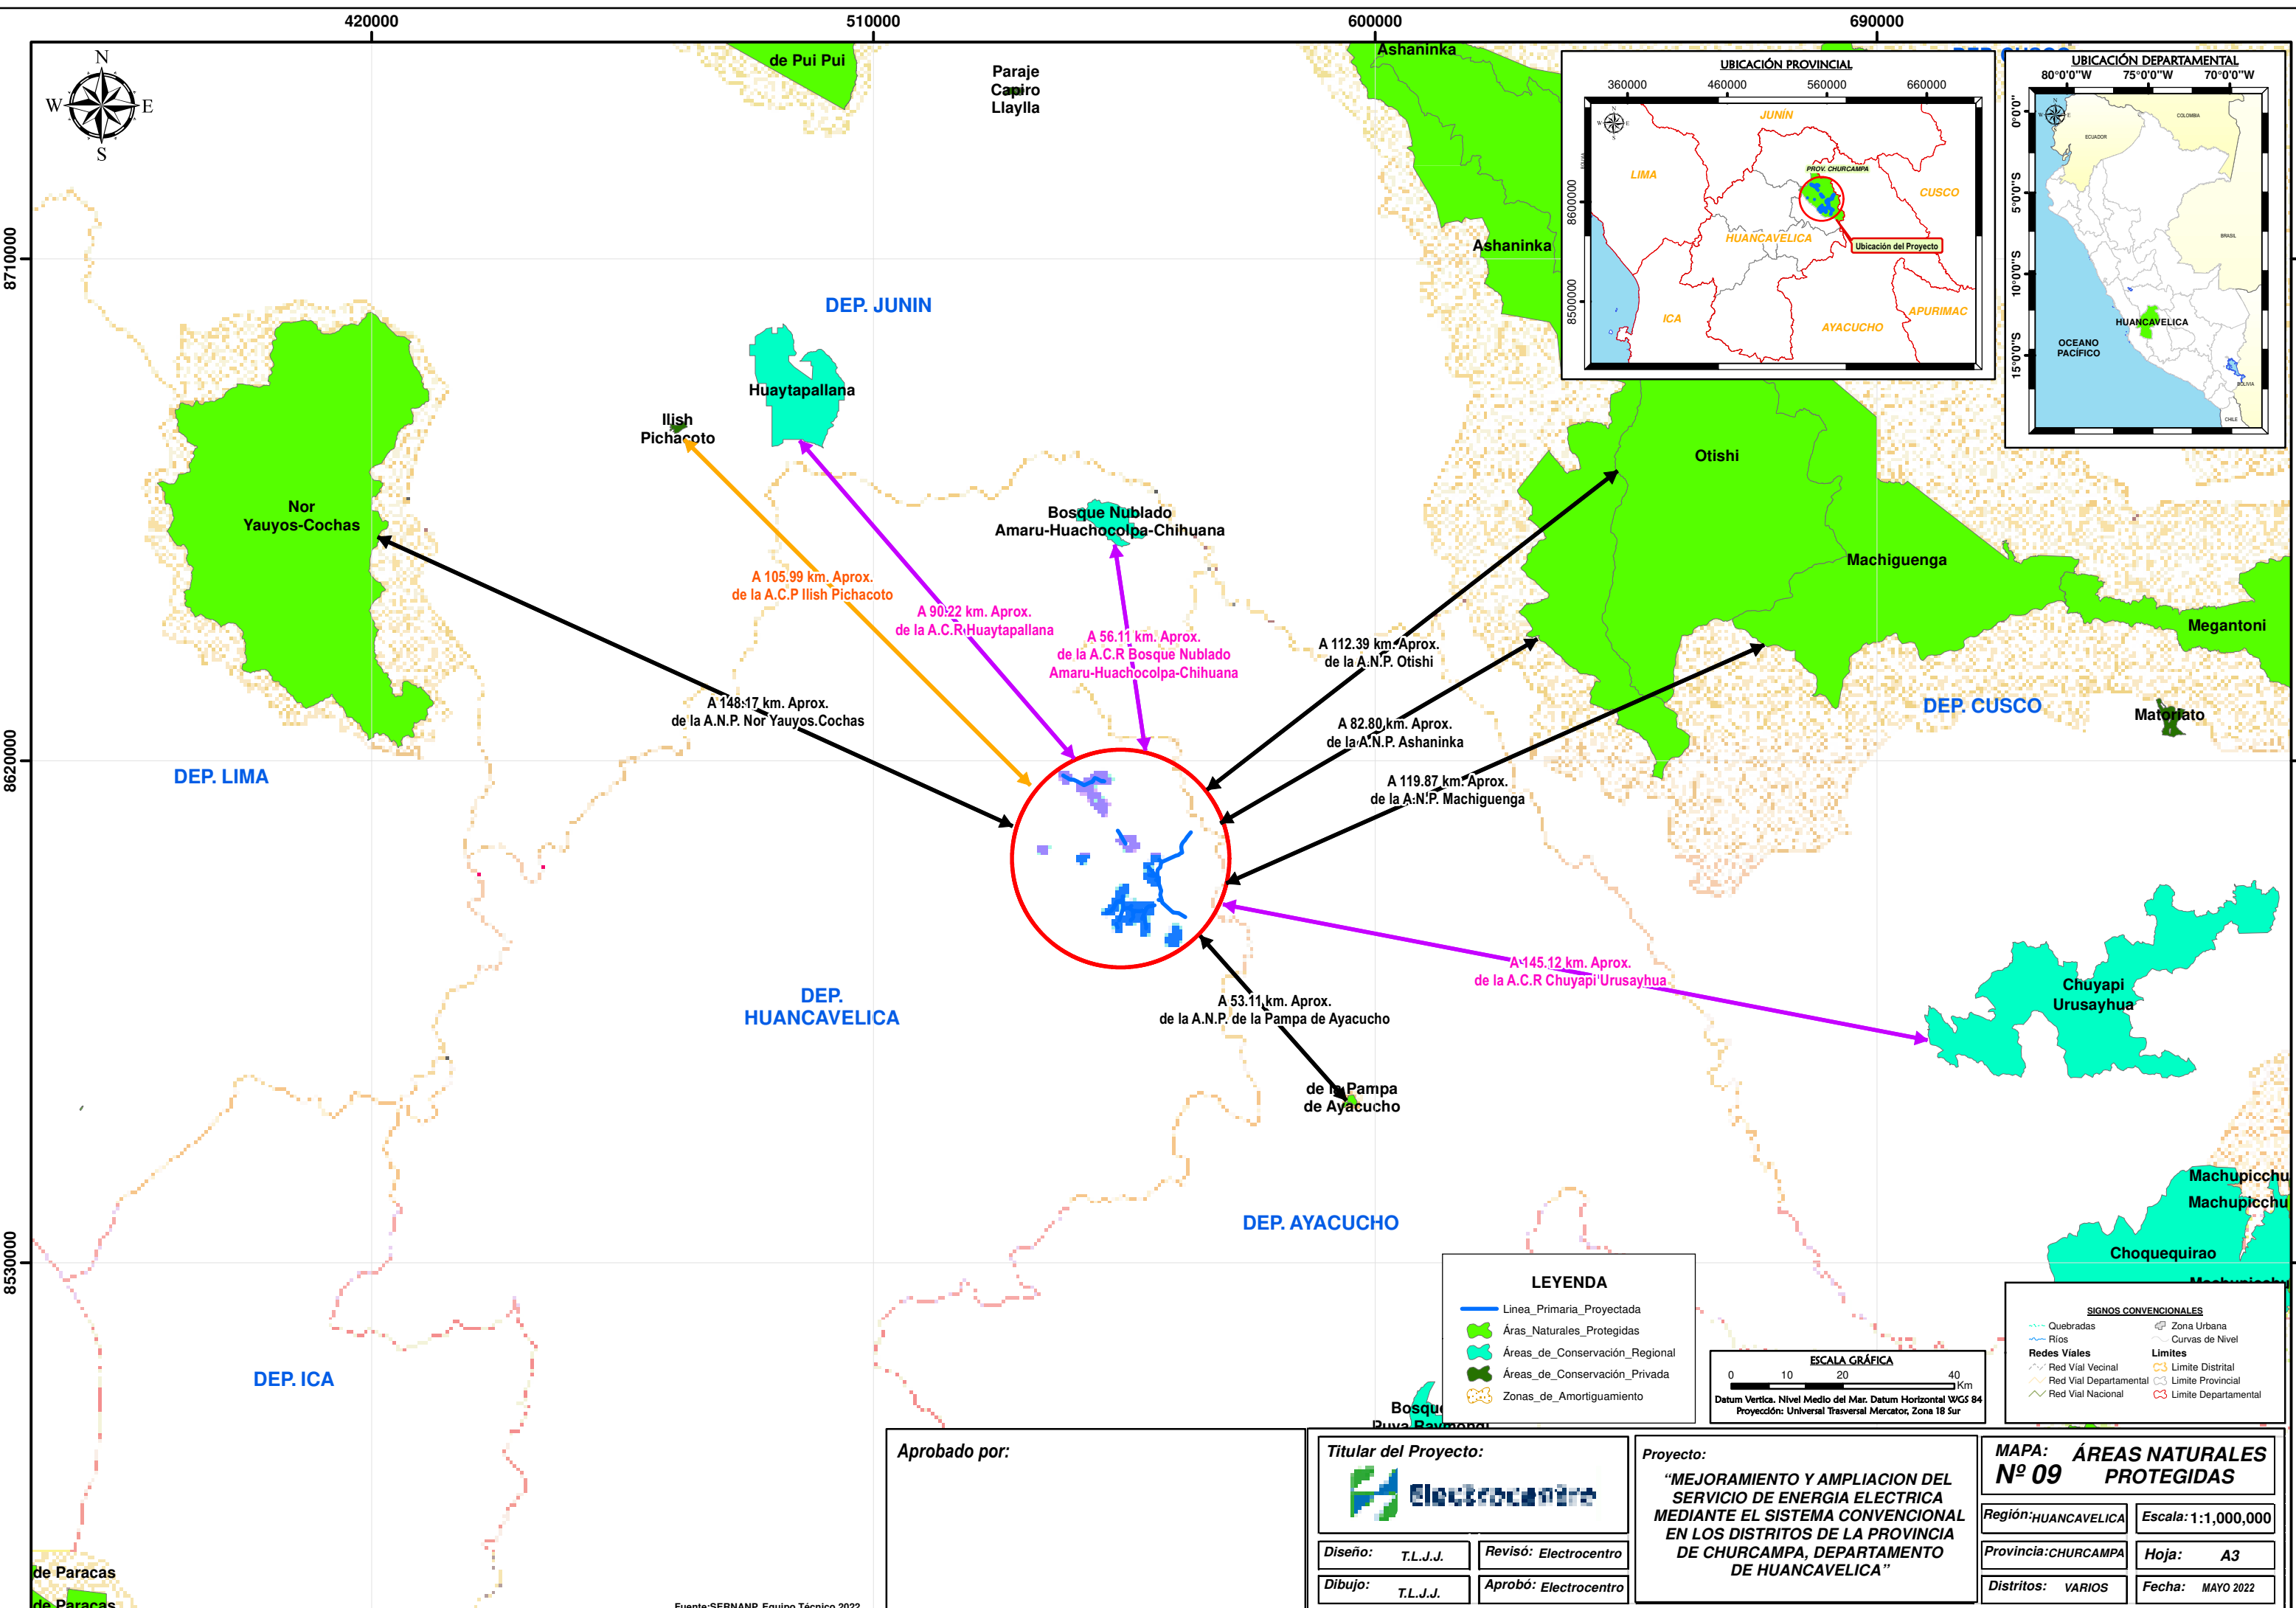 420000
510000
600000
690000
8710000
8620000
8530000
N
W
E
S
de Pui Pui
Paraje
Capiro
Llaylla
Ashaninka
Ashaninka
DEP. CUSCO
DEP. JUNIN
Huaytapallana
Ilish
Pichacoto
Nor
Yauyos-Cochas
Bosque Nublado
Amaru-Huachocolpa-Chihuana
Otishi
Machiguenga
Megantoni
Matoriato
DEP. CUSCO
DEP. LIMA
A 105.99 km. Aprox.
de la A.C.P Ilish Pichacoto
A 90.22 km. Aprox.
de la A.C.R Huaytapallana
A 56.11 km. Aprox.
de la A.C.R Bosque Nublado
Amaru-Huachocolpa-Chihuana
A 112.39 km. Aprox.
de la A.N.P. Otishi
A 148.17 km. Aprox.
de la A.N.P. Nor Yauyos.Cochas
A 82.80 km. Aprox.
de la A.N.P. Ashaninka
A 119.87 km. Aprox.
de la A.N.P. Machiguenga
A 145.12 km. Aprox.
de la A.C.R Chuyapi Urusayhua
A 53.11 km. Aprox.
de la A.N.P. de la Pampa de Ayacucho
Chuyapi
Urusayhua
DEP.
HUANCAVELICA
de la Pampa
de Ayacucho
DEP. AYACUCHO
Machupicchu
Machupicchu
Choquequirao
Machupicchu
DEP. ICA
Bosque
Puya Raymondi
de Paracas
de Paracas
Fuente:SERNANP, Equipo Técnico 2022
UBICACIÓN PROVINCIAL
360000
460000
560000
660000
8600000
8500000
N
W
E
S
JUNÍN
LIMA
PROV. CHURCAMPA
CUSCO
HUANCAVELICA
Ubicación del Proyecto
ICA
AYACUCHO
APURIMAC
UBICACIÓN DEPARTAMENTAL
80°0'0"W
75°0'0"W
70°0'0"W
0°0'0"
5°0'0"S
10°0'0"S
15°0'0"S
COLOMBIA
ECUADOR
BRASIL
HUANCAVELICA
OCEANO
PACÍFICO
BOLIVIA
CHILE
LEYENDA
Linea_Primaria_Proyectada
Áras_Naturales_Protegidas
Áreas_de_Conservación_Regional
Áreas_de_Conservación_Privada
Zonas_de_Amortiguamiento
ESCALA GRÁFICA
0 10 20 40
Km
Datum Vertica. Nivel Medio del Mar. Datum Horizontal WGS 84
Proyección: Universal Trasversal Mercator, Zona 18 Sur
SIGNOS CONVENCIONALES
Quebradas
Ríos
Redes Víales
Red Víal Vecinal
Red Vial Departamental
Red Vial Nacional
Zona Urbana
Curvas de Nivel
Limites
Limite Distrital
Limite Provincial
Limite Departamental
Aprobado por:
Titular del Proyecto:
Electrocentro
Diseño: T.L.J.J.
Revisó: Electrocentro
Dibujo: T.L.J.J.
Aprobó: Electrocentro
Proyecto:
“MEJORAMIENTO Y AMPLIACION DEL
SERVICIO DE ENERGIA ELECTRICA
MEDIANTE EL SISTEMA CONVENCIONAL
EN LOS DISTRITOS DE LA PROVINCIA
DE CHURCAMPA, DEPARTAMENTO
DE HUANCAVELICA”
MAPA:
Nº 09
ÁREAS NATURALES
PROTEGIDAS
Región: HUANCAVELICA
Escala: 1:1,000,000
Provincia: CHURCAMPA
Hoja: A3
Distritos: VARIOS
Fecha: MAYO 2022